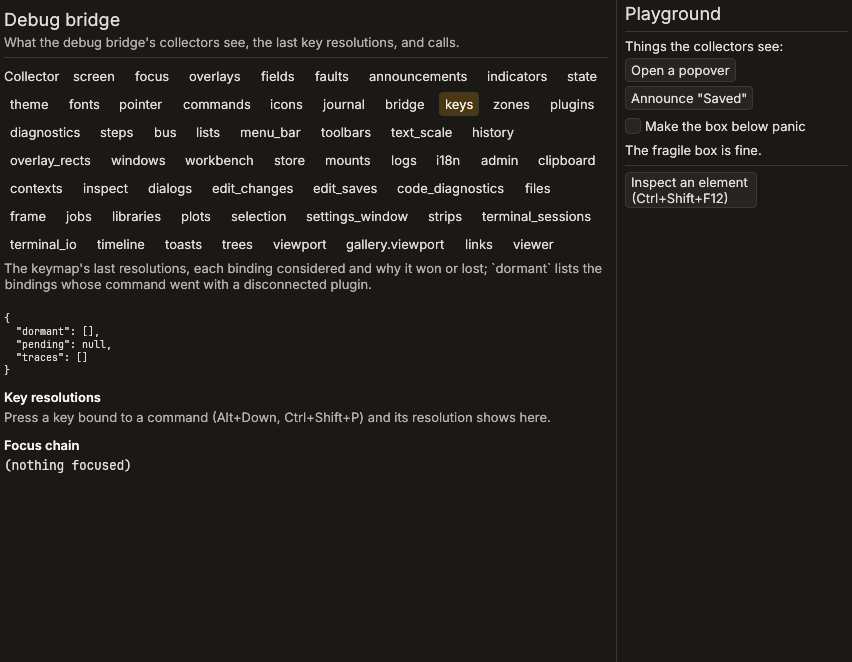 Debug bridge
What the debug bridge's collectors see, the last key resolutions, and calls.
Collector screen focus overlays fields faults announcements indicators state
theme fonts pointer commands icons journal bridge keys zones plugins
diagnostics steps bus lists menu_bar toolbars text_scale history
overlay_rects windows workbench store mounts logs i18n admin clipboard
contexts inspect dialogs edit_changes edit_saves code_diagnostics files
frame jobs libraries plots selection settings_window strips terminal_sessions
terminal_io timeline toasts trees viewport gallery.viewport links viewer
The keymap's last resolutions, each binding considered and why it won or lost; `dormant` lists the
bindings whose command went with a disconnected plugin.
{
  "dormant": [],
  "pending": null,
  "traces": []
}
Key resolutions
Press a key bound to a command (Alt+Down, Ctrl+Shift+P) and its resolution shows here.
Focus chain
(nothing focused)
Playground
Things the collectors see:
Open a popover
Announce "Saved"
Make the box below panic
The fragile box is fine.
Inspect an element
(Ctrl+Shift+F12)